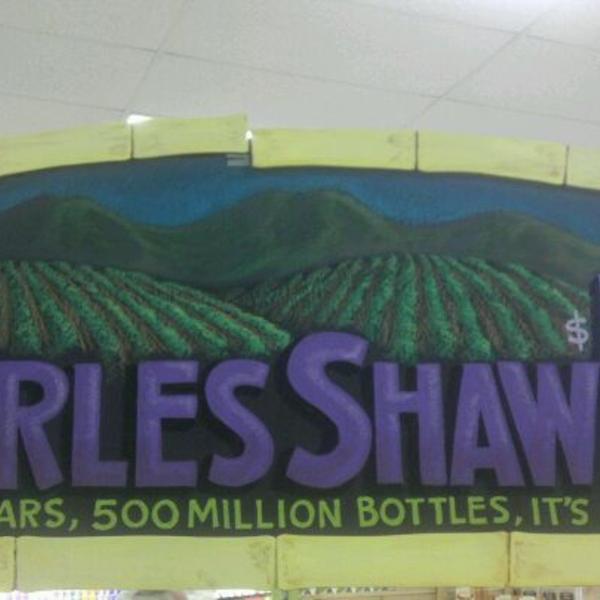 $
RLES SHAW
ARS, 500 MILLION BOTTLES, IT'S